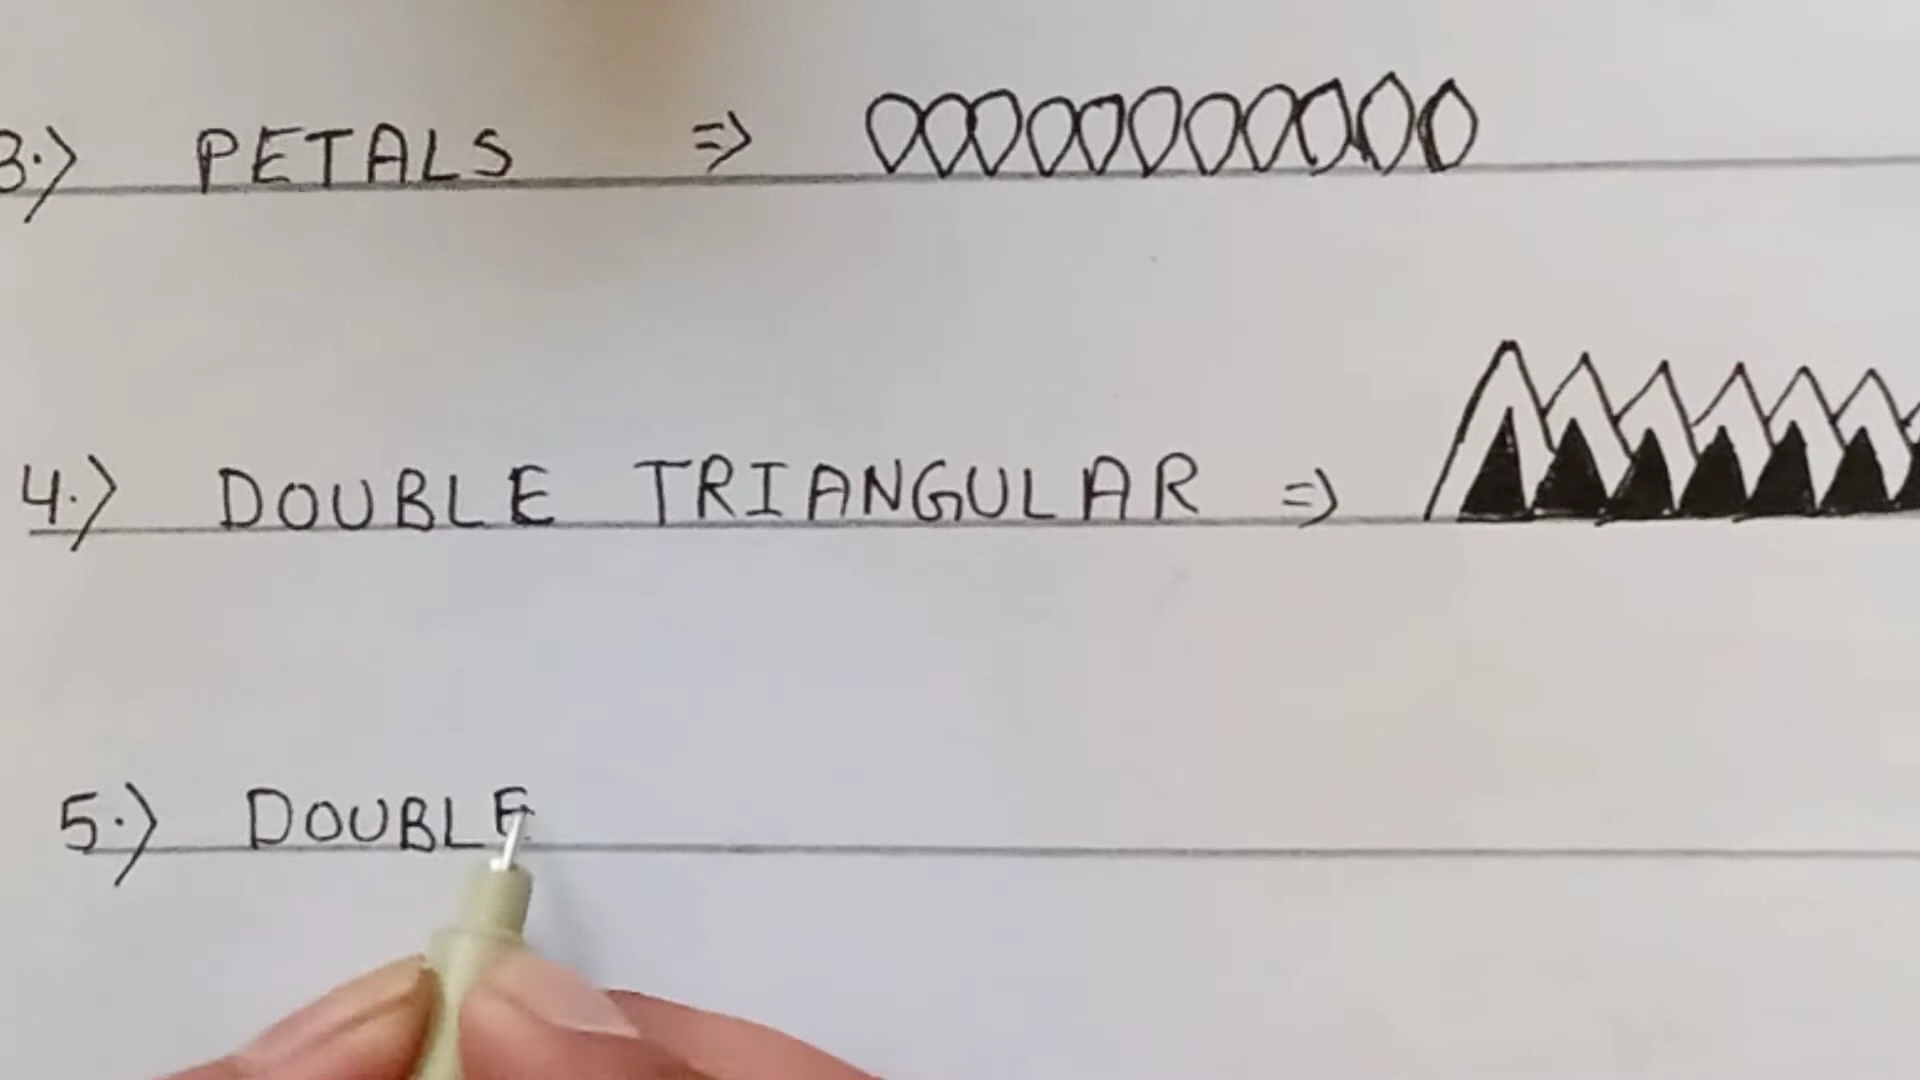 3.) PETALS =>
4.) DOUBLE TRIANGULAR =>
5.) DOUBLE